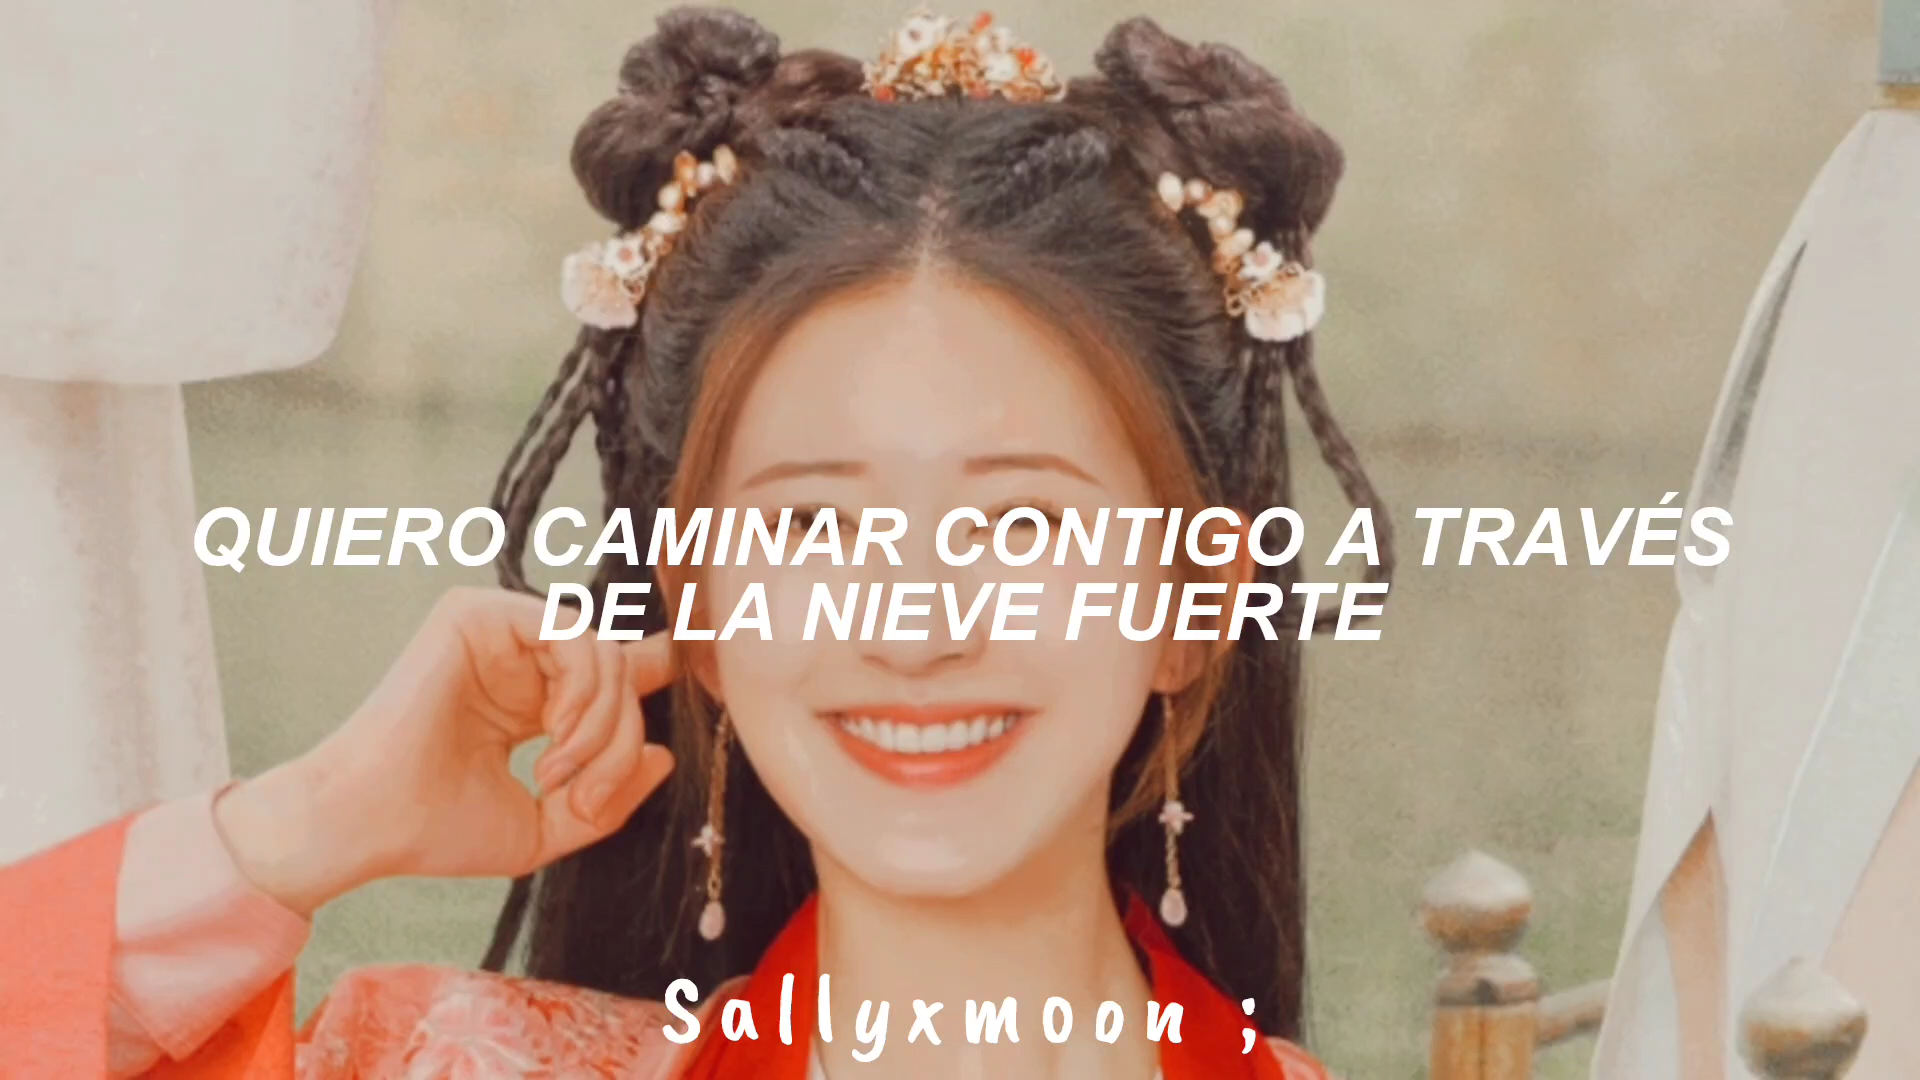 QUIERO CAMINAR CONTIGO A TRAVÉS
DE LA NIEVE FUERTE
Sallyxmoon ;